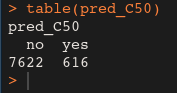 > table(pred_C50)
pred_C50
no yes
7622 616
>